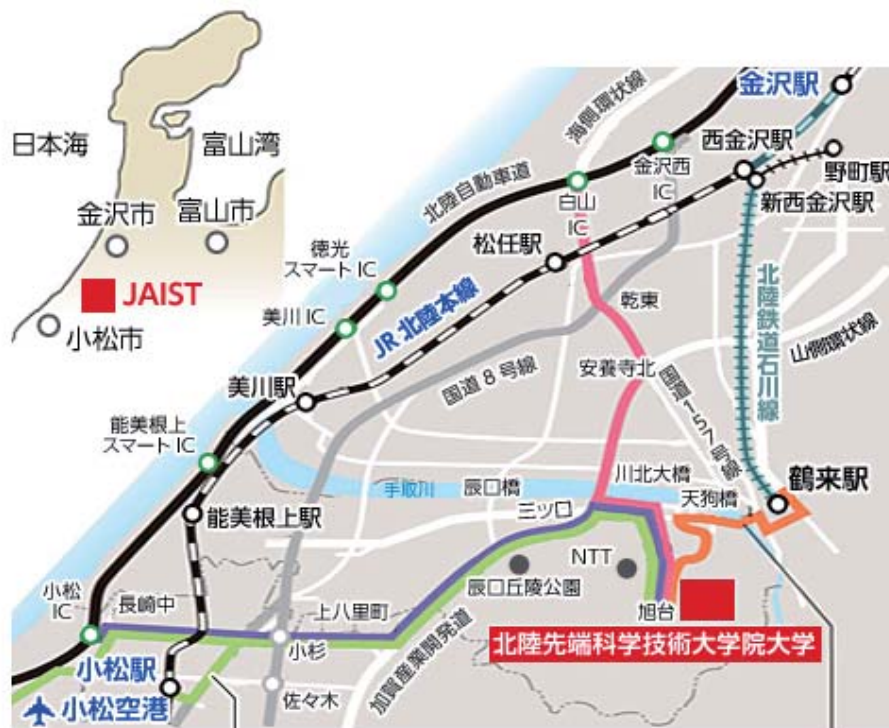 日本海
富山湾
金沢市
富山市
JAIST
小松市
金沢駅
海側環状線
西金沢駅
野町駅
金沢西
IC
新西金沢駅
北陸自動車道
白山
IC
松任駅
徳光
スマート IC
美川 IC
JR 北陸本線
乾東
北陸鉄道石川線
山側環状線
安養寺北
国道 8 号線
国道 157 号線
美川駅
能美根上
スマート IC
手取川
辰口橋
川北大橋
天狗橋
鶴来駅
三ツ口
能美根上駅
NTT
辰口丘陵公園
小松
IC
長崎中
上八里町
旭台
小杉
加賀産業開発道
北陸先端科学技術大学院大学
小松駅
佐々木
小松空港